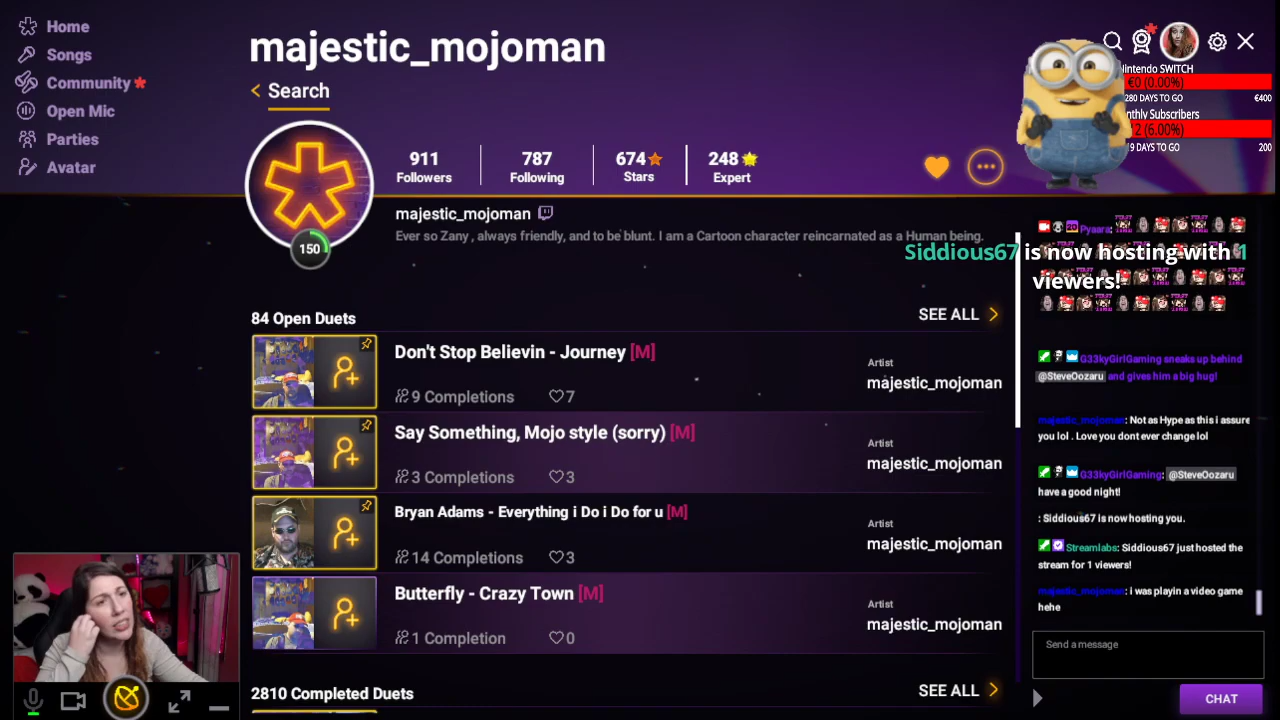 Home
Songs
Community
Open Mic
Parties
Avatar
majestic_mojoman
Search
911
Followers
787
Following
674
Stars
248
Expert
150
majestic_mojoman
Ever so Zany , always friendly, and to be blunt. I am a Cartoon character reincarnated as a Human being.
84 Open Duets
SEE ALL
Don't Stop Believin - Journey [M]
9 Completions
7
Artist
majestic_mojoman
Say Something, Mojo style (sorry) [M]
3 Completions
3
Artist
majestic_mojoman
Bryan Adams - Everything i Do i Do for u [M]
14 Completions
3
Artist
majestic_mojoman
Butterfly - Crazy Town [M]
1 Completion
0
Artist
majestic_mojoman
2810 Completed Duets
SEE ALL
Nintendo SWITCH
€0 (0.00%)
280 DAYS TO GO
€400
nthly Subscribers
2 (6.00%)
9 DAYS TO GO
200
Pyaara:
Siddious67 is now hosting with 1
viewers!
G33kyGirlGaming sneaks up behind
@SteveOozaru and gives him a big hug!
majestic_mojoman: Not as Hype as this i assure
you lol . Love you dont ever change lol
G33kyGirlGaming: @SteveOozaru
have a good night!
: Siddious67 is now hosting you.
Streamlabs: Siddious67 just hosted the
stream for 1 viewers!
majestic_mojoman: i was playin a video game
hehe
Send a message
CHAT